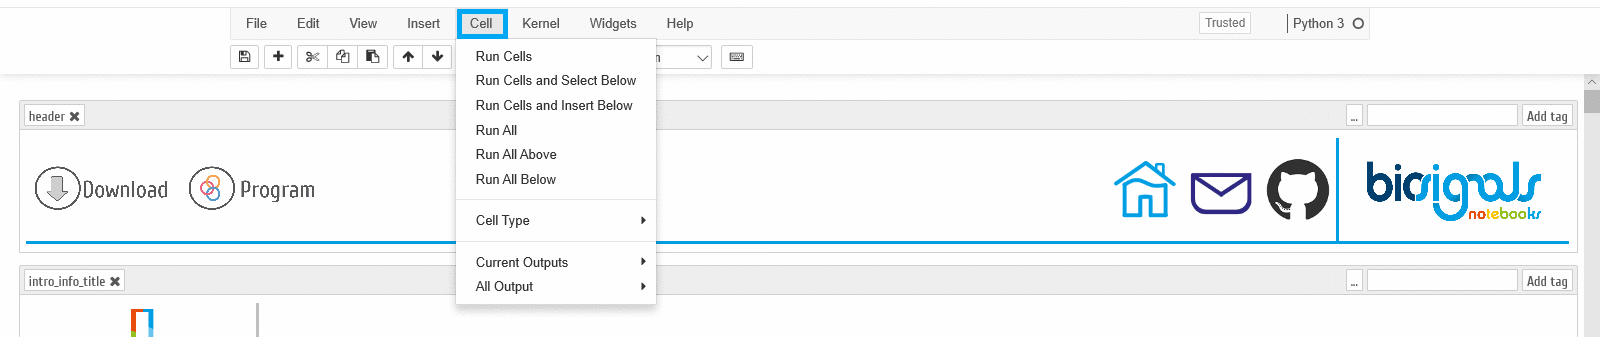 File Edit View Insert Cell Kernel Widgets Help Trusted Python 3
n
Run Cells
Run Cells and Select Below
Run Cells and Insert Below
Run All
Run All Above
Run All Below
Cell Type
Current Outputs
All Output
header ... Add tag
Download Program
biosignals
notebooks
intro_info_title ... Add tag